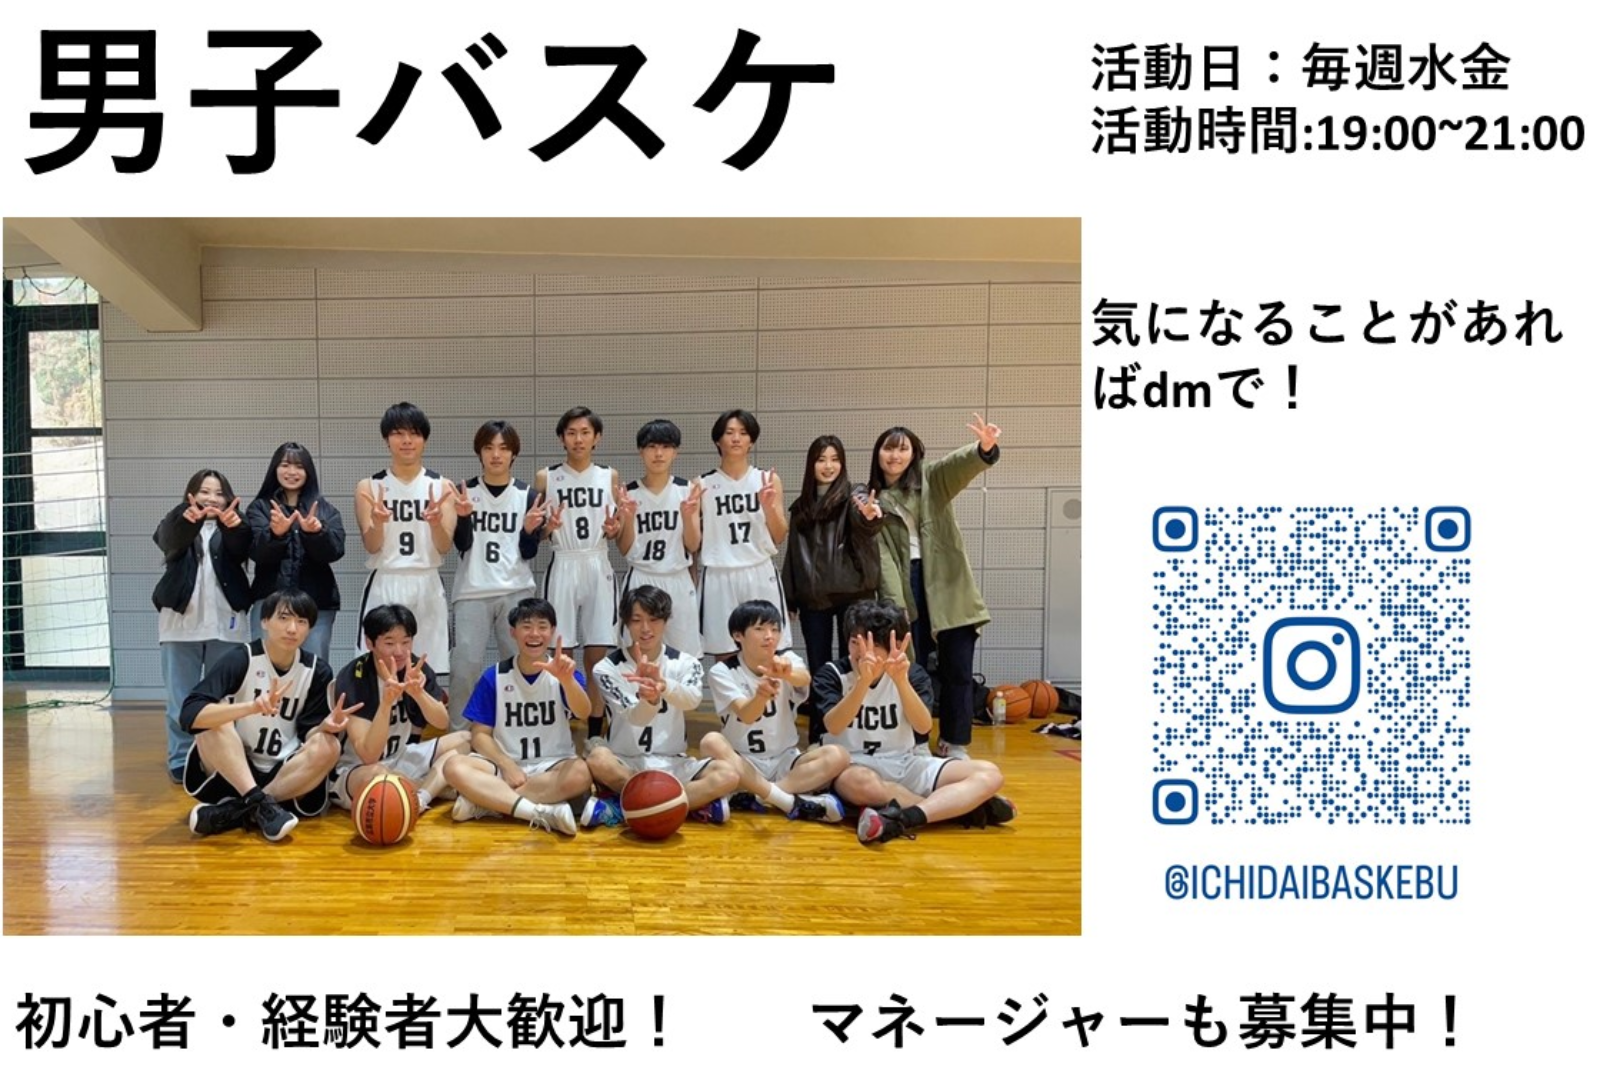 男子バスケ
活動日：毎週水金
活動時間:19:00~21:00
気になることがあれ
ばdmで！
HCU
9
HCU
6
HCU
8
HCU
18
HCU
17
16
HCU
11
4
5
HCU
7
@ICHIDAIBASKEBU
初心者・経験者大歓迎！
マネージャーも募集中！